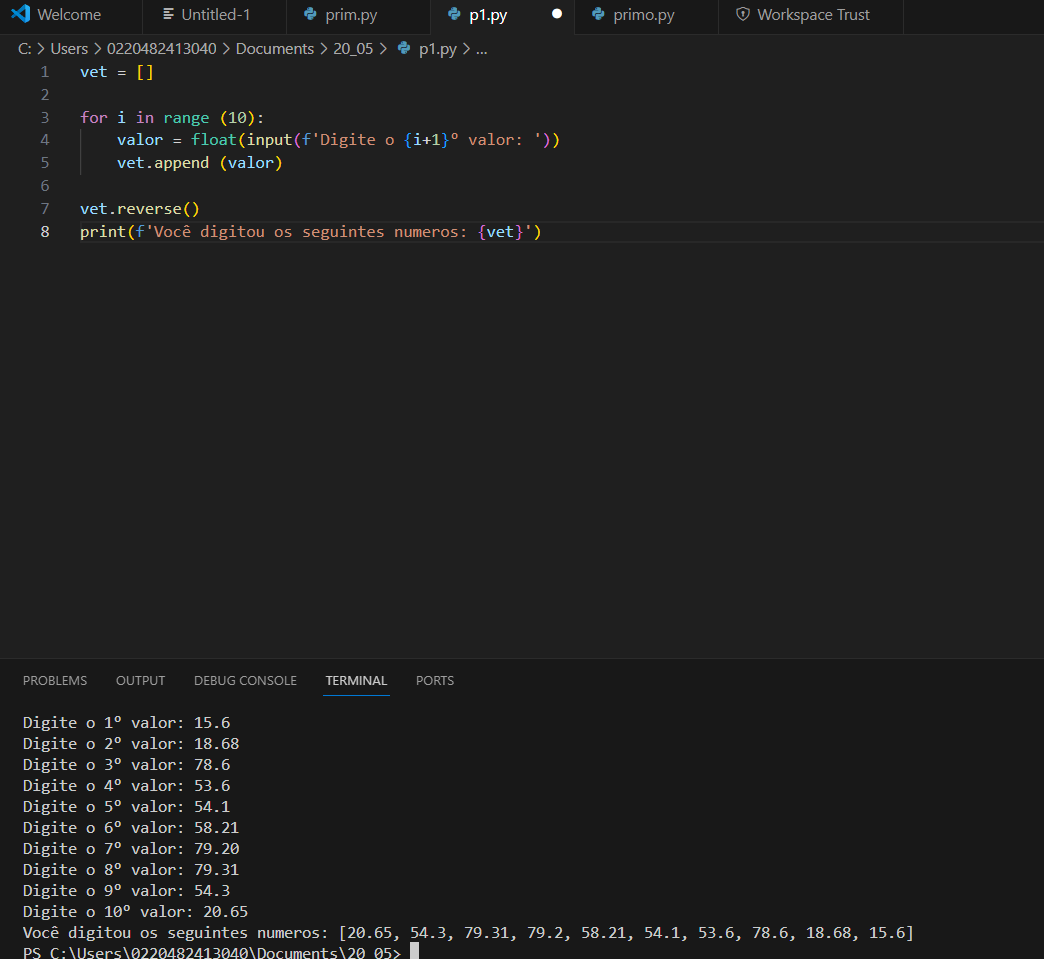 Welcome Untitled-1 prim.py p1.py primo.py Workspace Trust
C: > Users > 0220482413040 > Documents > 20_05 > p1.py > ...
1 vet = []
2
3 for i in range (10):
4     valor = float(input(f'Digite o {i+1}º valor: '))
5     vet.append (valor)
6
7 vet.reverse()
8 print(f'Você digitou os seguintes numeros: {vet}')
PROBLEMS OUTPUT DEBUG CONSOLE TERMINAL PORTS
Digite o 1º valor: 15.6
Digite o 2º valor: 18.68
Digite o 3º valor: 78.6
Digite o 4º valor: 53.6
Digite o 5º valor: 54.1
Digite o 6º valor: 58.21
Digite o 7º valor: 79.20
Digite o 8º valor: 79.31
Digite o 9º valor: 54.3
Digite o 10º valor: 20.65
Você digitou os seguintes numeros: [20.65, 54.3, 79.31, 79.2, 58.21, 54.1, 53.6, 78.6, 18.68, 15.6]
PS C:\Users\0220482413040\Documents\20_05>